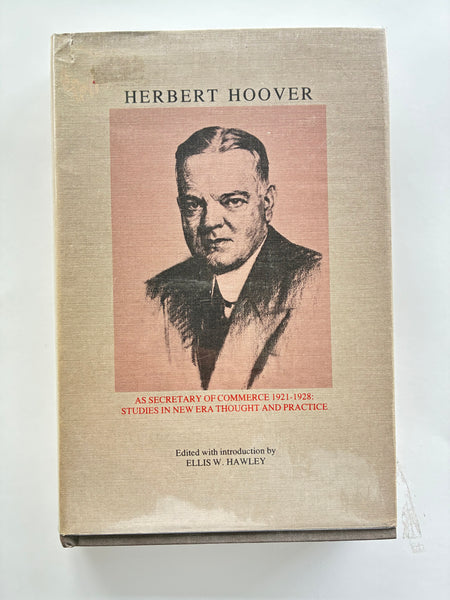 HERBERT HOOVER
AS SECRETARY OF COMMERCE 1921-1928:
STUDIES IN NEW ERA THOUGHT AND PRACTICE
Edited with introduction by
ELLIS W. HAWLEY